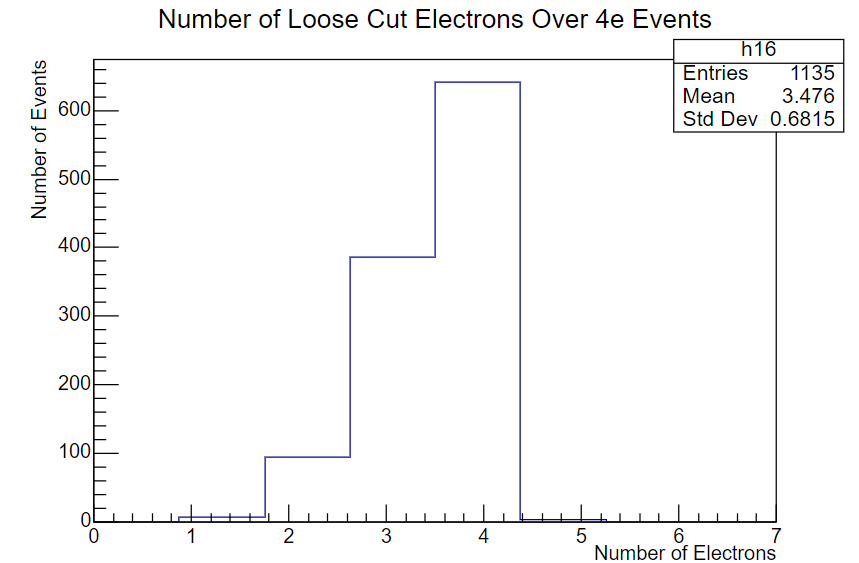 Number of Loose Cut Electrons Over 4e Events
h16
Entries 1135
Mean 3.476
Std Dev 0.6815
Number of Events
600
500
400
300
200
100
0
0 1 2 3 4 5 6 7
Number of Electrons